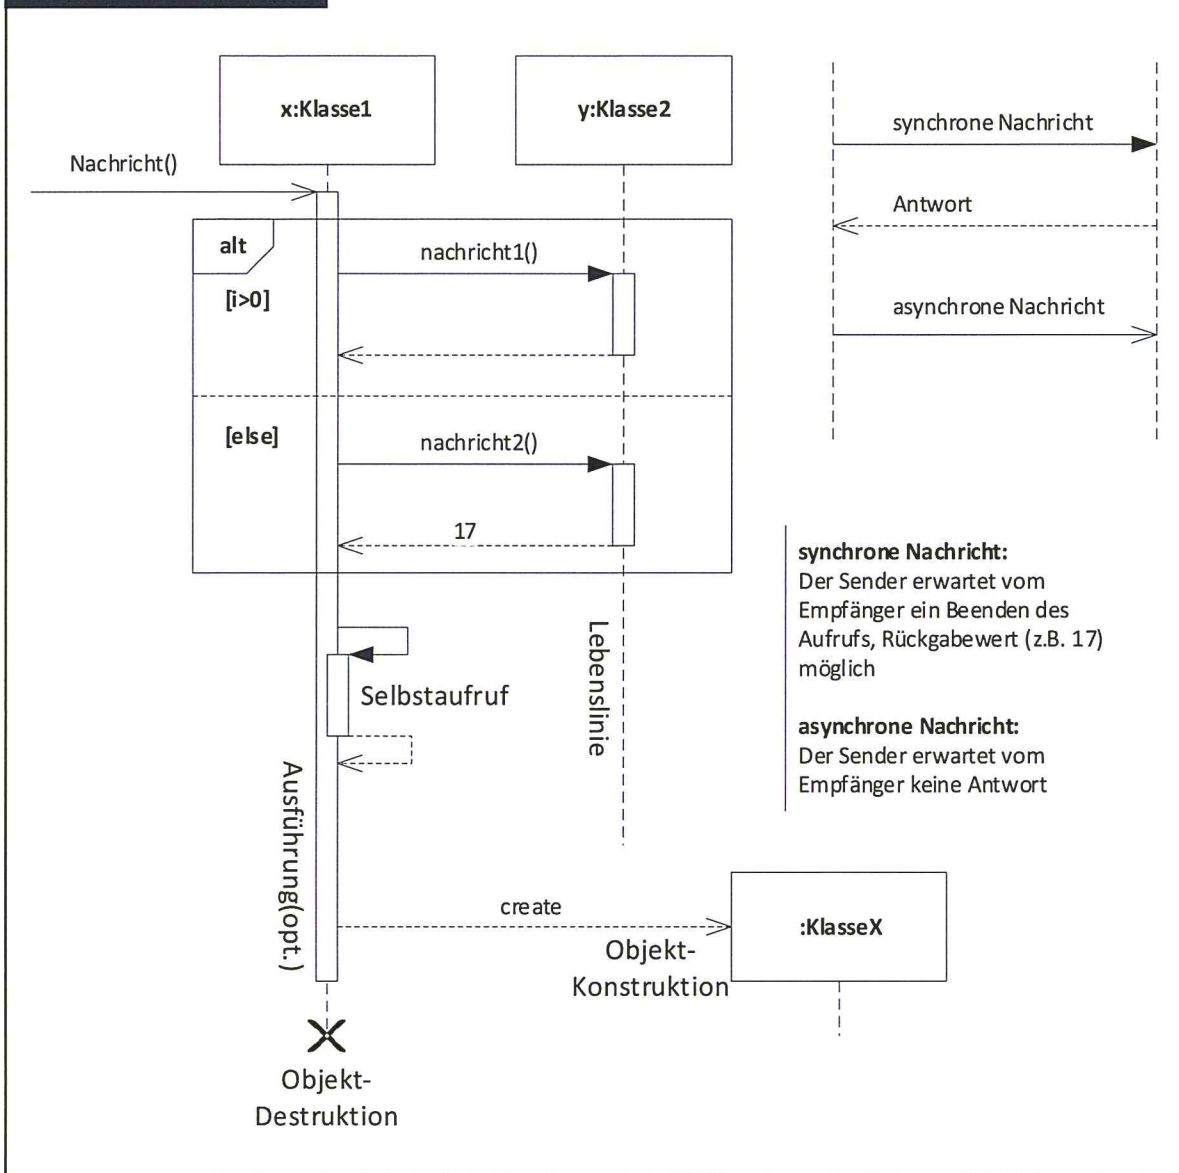 x:Klasse1
y:Klasse2
synchrone Nachricht
Nachricht()
Antwort
alt
nachricht1()
[i>0]
asynchrone Nachricht
[else]
nachricht2()
17
synchrone Nachricht:
Der Sender erwartet vom
Empfänger ein Beenden des
Aufrufs, Rückgabewert (z.B. 17)
möglich
Lebenslinie
Selbstaufruf
asynchrone Nachricht:
Der Sender erwartet vom
Empfänger keine Antwort
Ausführung(opt.)
create
:KlasseX
Objekt-
Konstruktion
Objekt-
Destruktion